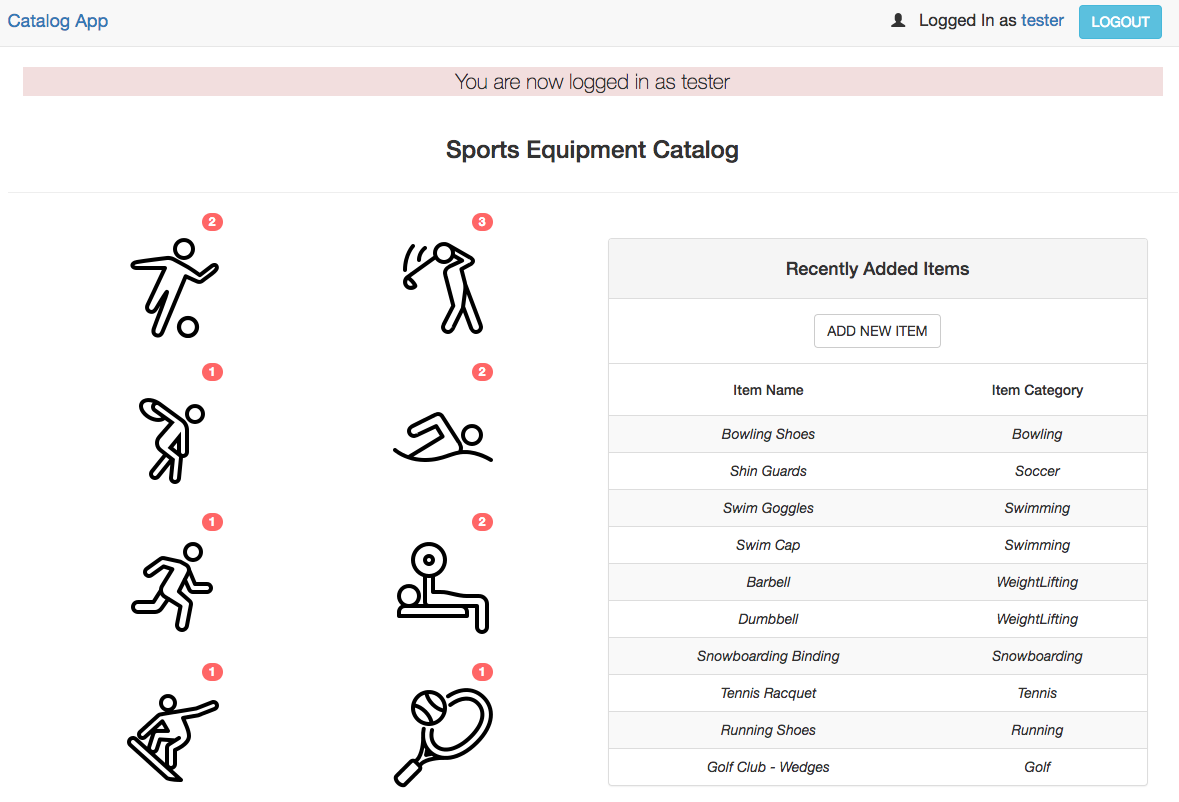 Catalog App
Logged In as tester
LOGOUT
You are now logged in as tester
Sports Equipment Catalog
2
3
1
2
1
2
1
1
Recently Added Items
ADD NEW ITEM
Item Name Item Category
Bowling Shoes Bowling
Shin Guards Soccer
Swim Goggles Swimming
Swim Cap Swimming
Barbell WeightLifting
Dumbbell WeightLifting
Snowboarding Binding Snowboarding
Tennis Racquet Tennis
Running Shoes Running
Golf Club - Wedges Golf